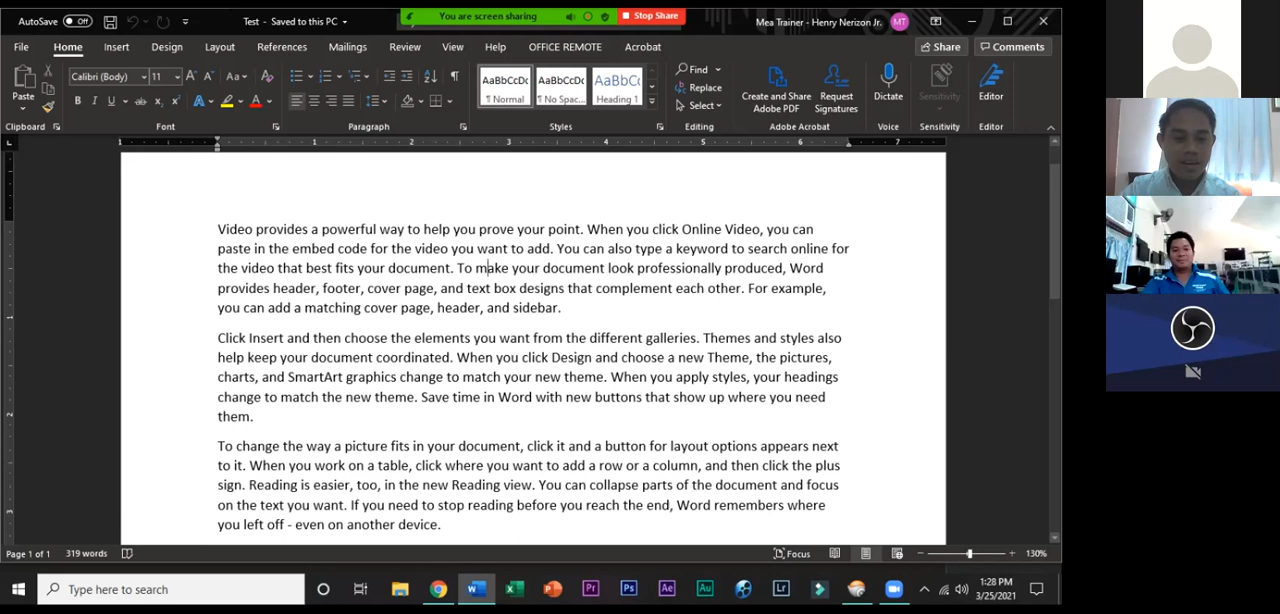 AutoSave Off
Test - Saved to this PC
You are screen sharing
Stop Share
Mea Trainer - Henry Nerizon Jr. MT
File Home Insert Design Layout References Mailings Review View Help OFFICE REMOTE Acrobat
Share Comments
Paste
Calibri (Body) 11
AaBbCcDc AaBbCcDc AaBbCc
¶ Normal ¶ No Spac... Heading 1
Find
Replace
Select
Create and Share Adobe PDF
Request Signatures
Dictate
Sensitivity
Editor
Clipboard Font Paragraph Styles Editing Adobe Acrobat Voice Sensitivity Editor
1 1 2 3 4 5 6 7
Video provides a powerful way to help you prove your point. When you click Online Video, you can
paste in the embed code for the video you want to add. You can also type a keyword to search online for
the video that best fits your document. To make your document look professionally produced, Word
provides header, footer, cover page, and text box designs that complement each other. For example,
you can add a matching cover page, header, and sidebar.
Click Insert and then choose the elements you want from the different galleries. Themes and styles also
help keep your document coordinated. When you click Design and choose a new Theme, the pictures,
charts, and SmartArt graphics change to match your new theme. When you apply styles, your headings
change to match the new theme. Save time in Word with new buttons that show up where you need
them.
To change the way a picture fits in your document, click it and a button for layout options appears next
to it. When you work on a table, click where you want to add a row or a column, and then click the plus
sign. Reading is easier, too, in the new Reading view. You can collapse parts of the document and focus
on the text you want. If you need to stop reading before you reach the end, Word remembers where
you left off - even on another device.
Page 1 of 1 319 words
Focus
130%
Type here to search
Pr Ps Ae Au Lr
1:28 PM
3/25/2021